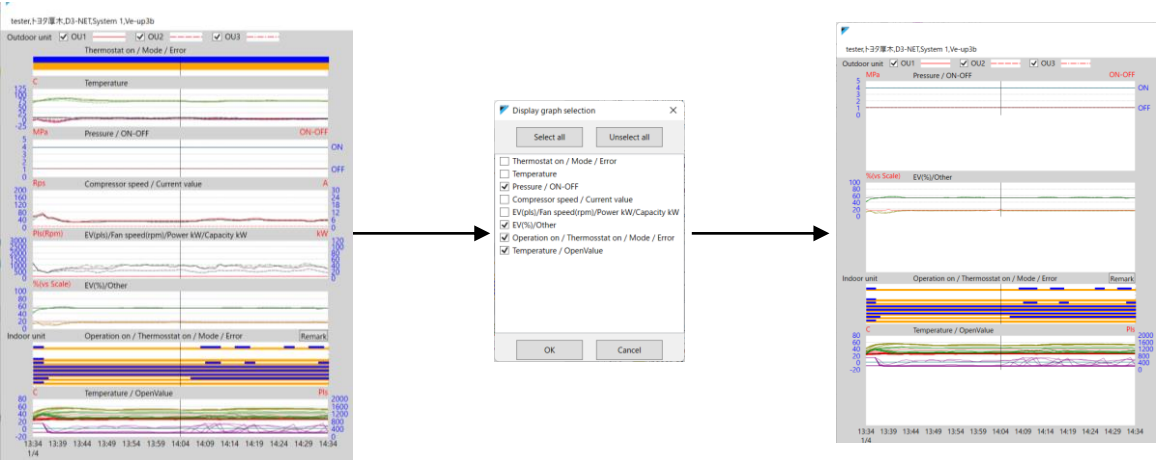 tester,トヨタ厚木,D3-NET,System 1,Ve-up3b
Outdoor unit OU1 OU2 OU3
Thermostat on / Mode / Error
C Temperature
125
100
75
50
25
0
-25
MPa Pressure / ON-OFF ON-OFF
5
4 ON
3
2
1 OFF
0
Rps Compressor speed / Current value A
200 30
160 24
120 18
80 12
40 6
0 0
Pls(Rpm) EV(pls)/Fan speed(rpm)/Power kW/Capacity kW kW
3000 120
2500 100
2000 80
1500 60
1000 40
500 20
0 0
%(vs Scale) EV(%)/Other
100
80
60
40
20
0
Indoor unit Operation on / Thermosstat on / Mode / Error Remark
C Temperature / OpenValue Pls
80 2000
60 1600
40 1200
20 800
0 400
-20 0
13:34 13:39 13:44 13:49 13:54 13:59 14:04 14:09 14:14 14:19 14:24 14:29 14:34
1/4
Display graph selection
Select all Unselect all
Thermostat on / Mode / Error
Temperature
Pressure / ON-OFF
Compressor speed / Current value
EV(pls)/Fan speed(rpm)/Power kW/Capacity kW
EV(%)/Other
Operation on / Thermosstat on / Mode / Error
Temperature / OpenValue
OK Cancel
tester,トヨタ厚木,D3-NET,System 1,Ve-up3b
Outdoor unit OU1 OU2 OU3
MPa Pressure / ON-OFF ON-OFF
5
4 ON
3
2
1 OFF
0
%(vs Scale) EV(%)/Other
100
80
60
40
20
0
Indoor unit Operation on / Thermosstat on / Mode / Error Remark
C Temperature / OpenValue Pls
80 2000
60 1600
40 1200
20 800
0 400
-20 0
13:34 13:39 13:44 13:49 13:54 13:59 14:04 14:09 14:14 14:19 14:24 14:29 14:34
1/4